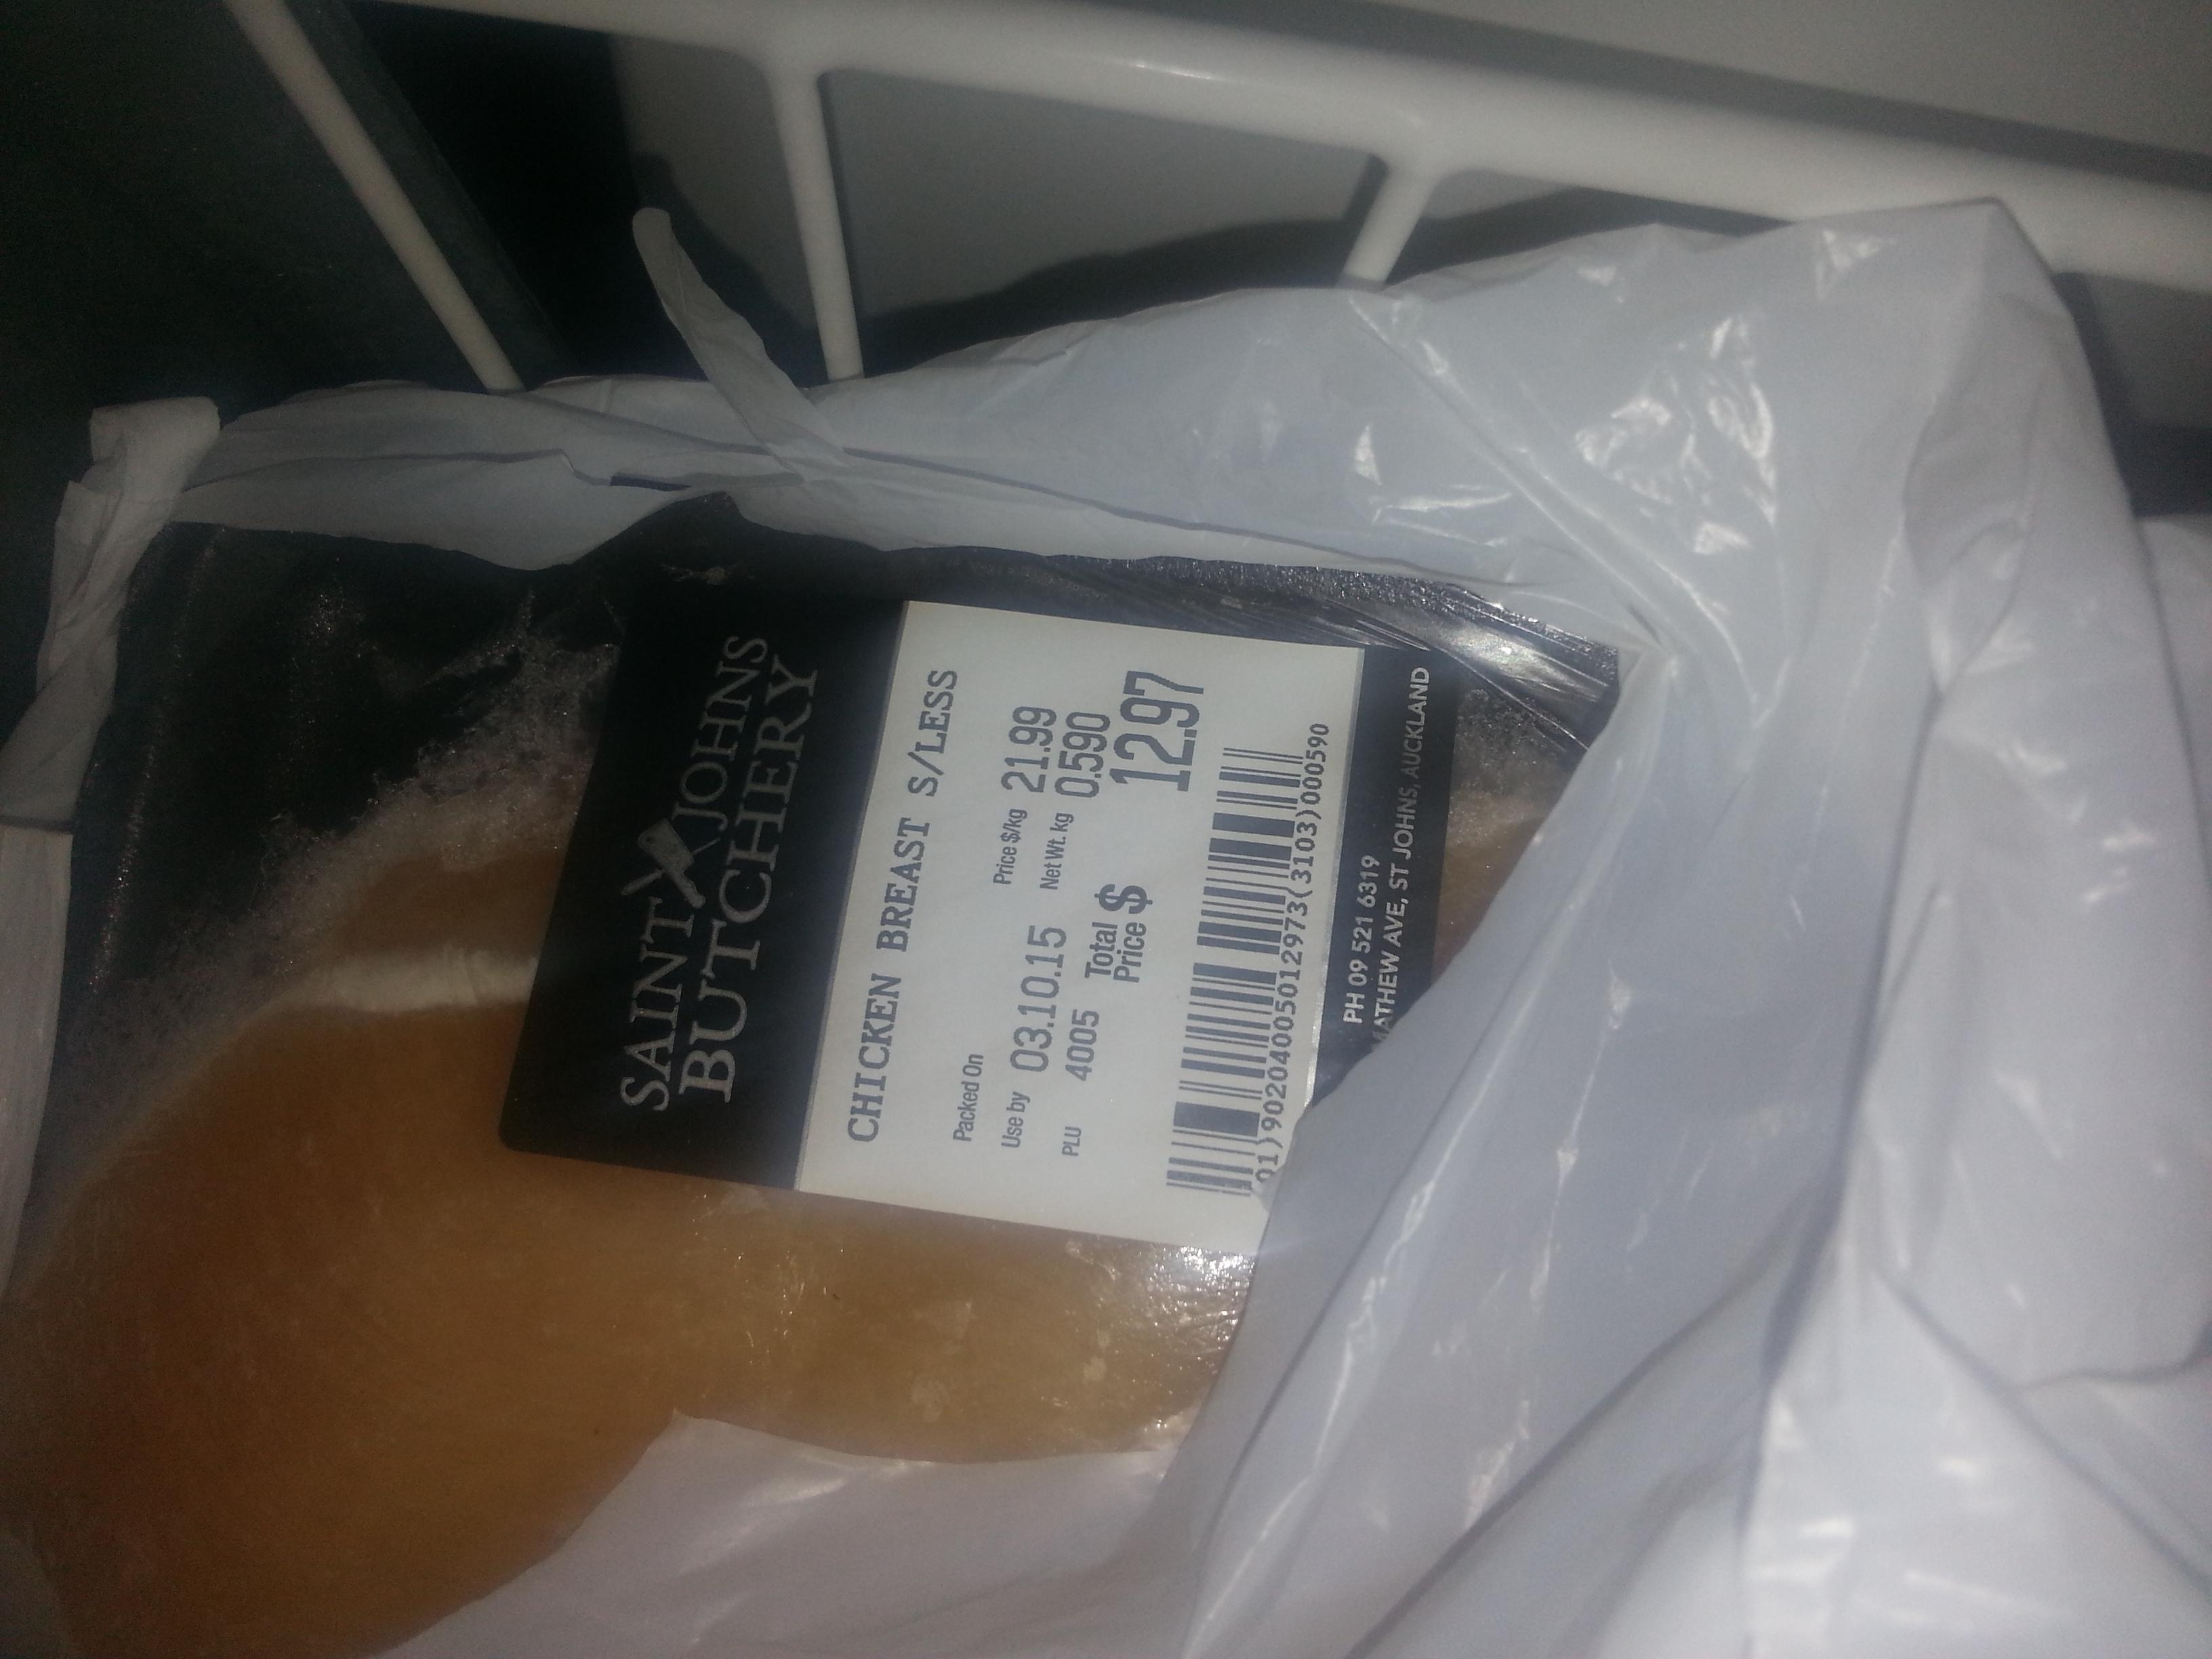 SAINT JOHNS
BUTCHERY
CHICKEN BREAST S/LESS
Packed On
Price $/kg 21.99
Use by 03.10.15
Net Wt. kg 0.590
PLU 4005
Total
Price $ 12.97
01)90204005012973(3103)000590
PH 09 521 6319
AVE, ST JOHNS, AUCKLAND